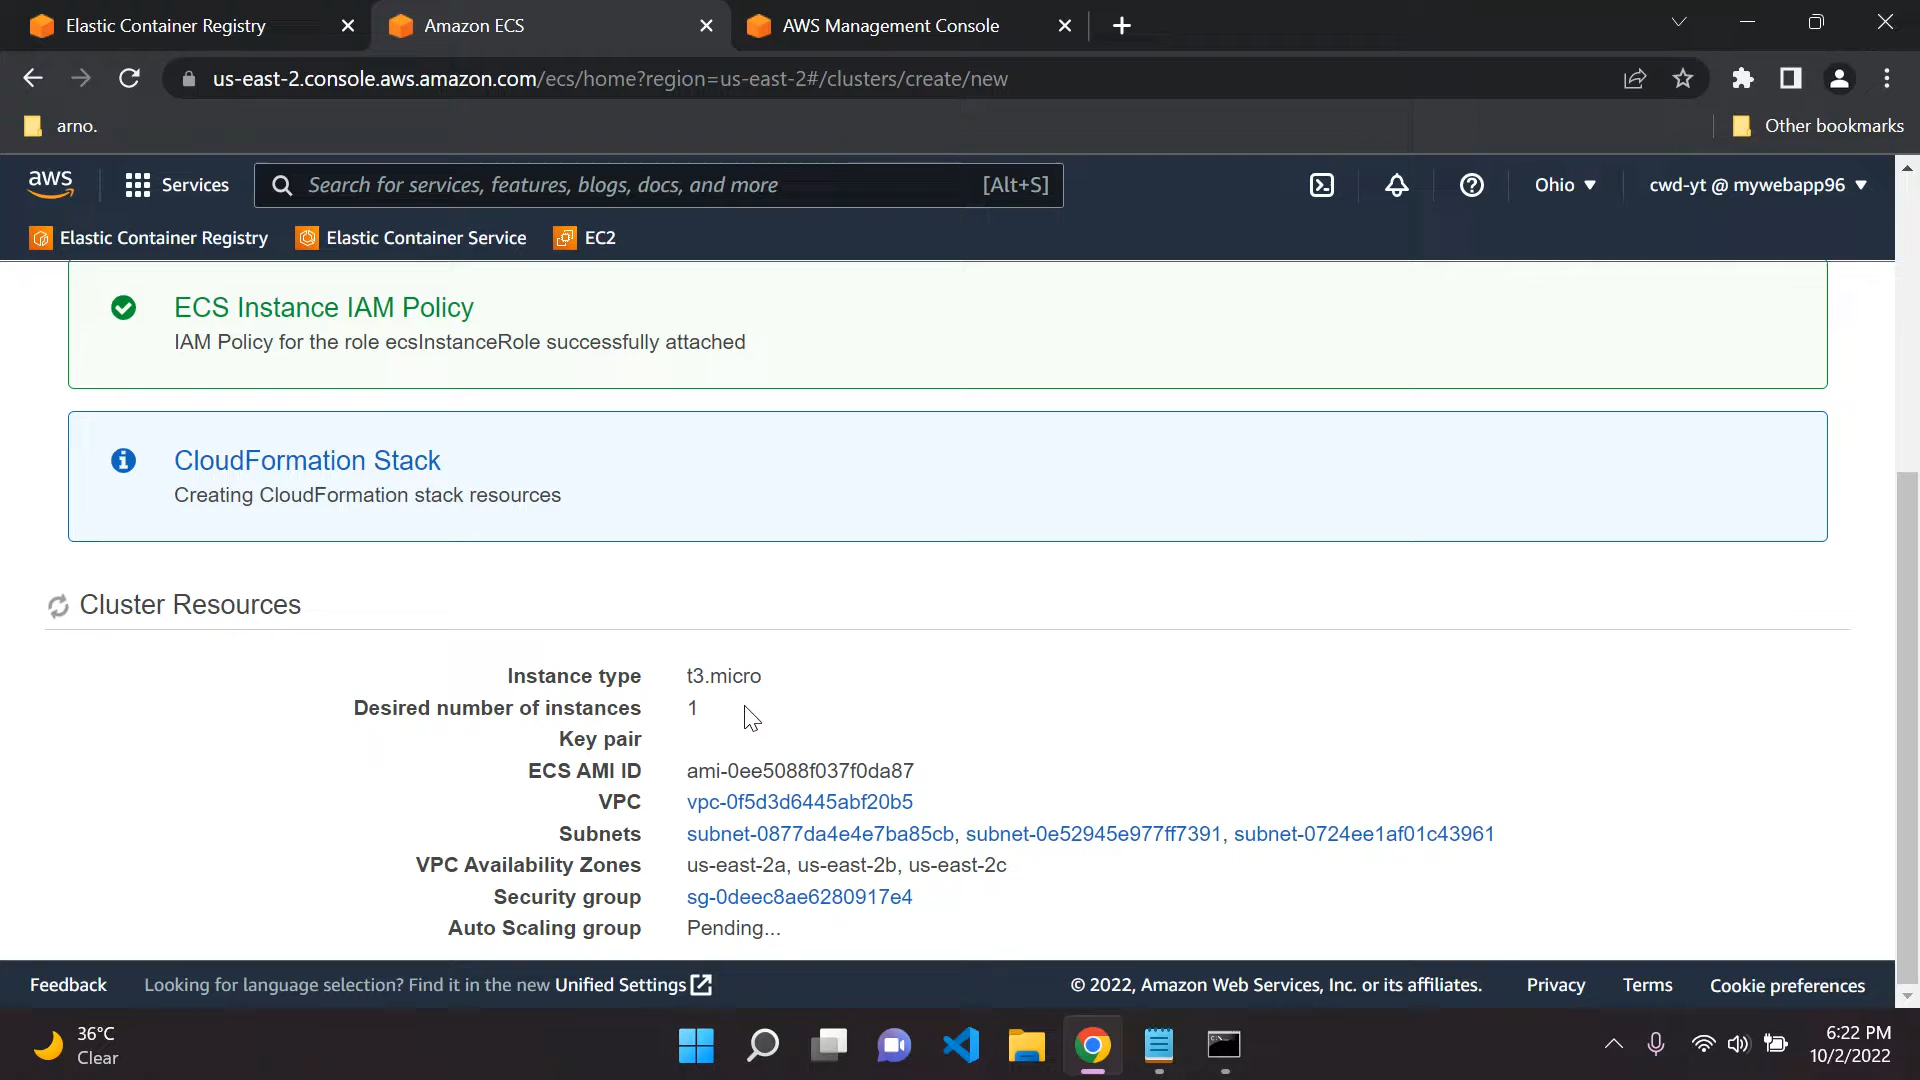 Elastic Container Registry
Amazon ECS
AWS Management Console
us-east-2.console.aws.amazon.com/ecs/home?region=us-east-2#/clusters/create/new
arno.
Other bookmarks
aws
Services
Search for services, features, blogs, docs, and more
[Alt+S]
Ohio
cwd-yt @ mywebapp96
Elastic Container Registry
Elastic Container Service
EC2
ECS Instance IAM Policy
IAM Policy for the role ecsInstanceRole successfully attached
CloudFormation Stack
Creating CloudFormation stack resources
Cluster Resources
Instance type t3.micro
Desired number of instances 1
Key pair
ECS AMI ID ami-0ee5088f037f0da87
VPC vpc-0f5d3d6445abf20b5
Subnets subnet-0877da4e4e7ba85cb, subnet-0e52945e977ff7391, subnet-0724ee1af01c43961
VPC Availability Zones us-east-2a, us-east-2b, us-east-2c
Security group sg-0deec8ae6280917e4
Auto Scaling group Pending...
Feedback
Looking for language selection? Find it in the new Unified Settings
© 2022, Amazon Web Services, Inc. or its affiliates.
Privacy
Terms
Cookie preferences
36°C
Clear
6:22 PM
10/2/2022